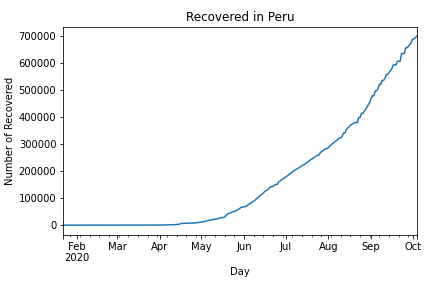 Recovered in Peru
Number of Recovered
700000
600000
500000
400000
300000
200000
100000
0
Feb Mar Apr May Jun Jul Aug Sep Oct
2020
Day